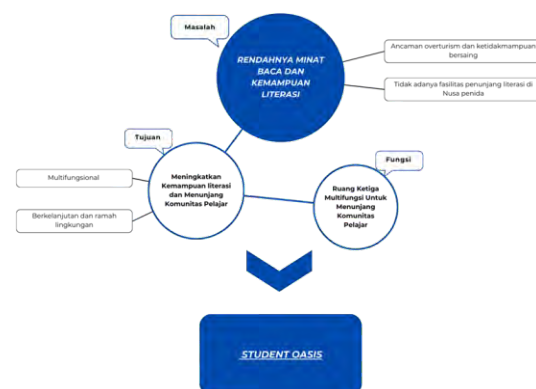 Masalah
RENDAHNYA MINAT
BACA DAN
KEMAMPUAN
LITERASI
Ancaman overturism dan ketidakmampuan
bersaing
Tidak adanya fasilitas penunjang literasi di
Nusa penida
Tujuan
Meningkatkan
Kemampuan literasi
dan Menunjang
Komunitas Pelajar
Multifungsional
Berkelanjutan dan ramah
lingkungan
Fungsi
Ruang Ketiga
Multifungsi Untuk
Menunjang
Komunitas
Pelajar
STUDENT OASIS